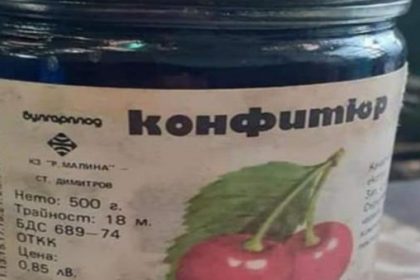 булгарплод
конфитюр
КЗ "Р. МАЛИНА"
СТ. ДИМИТРОВ
Нето: 500 г.
Трайност: 18 м.
БДС 689—74
ОТКК
Цена:
0,85 лв.